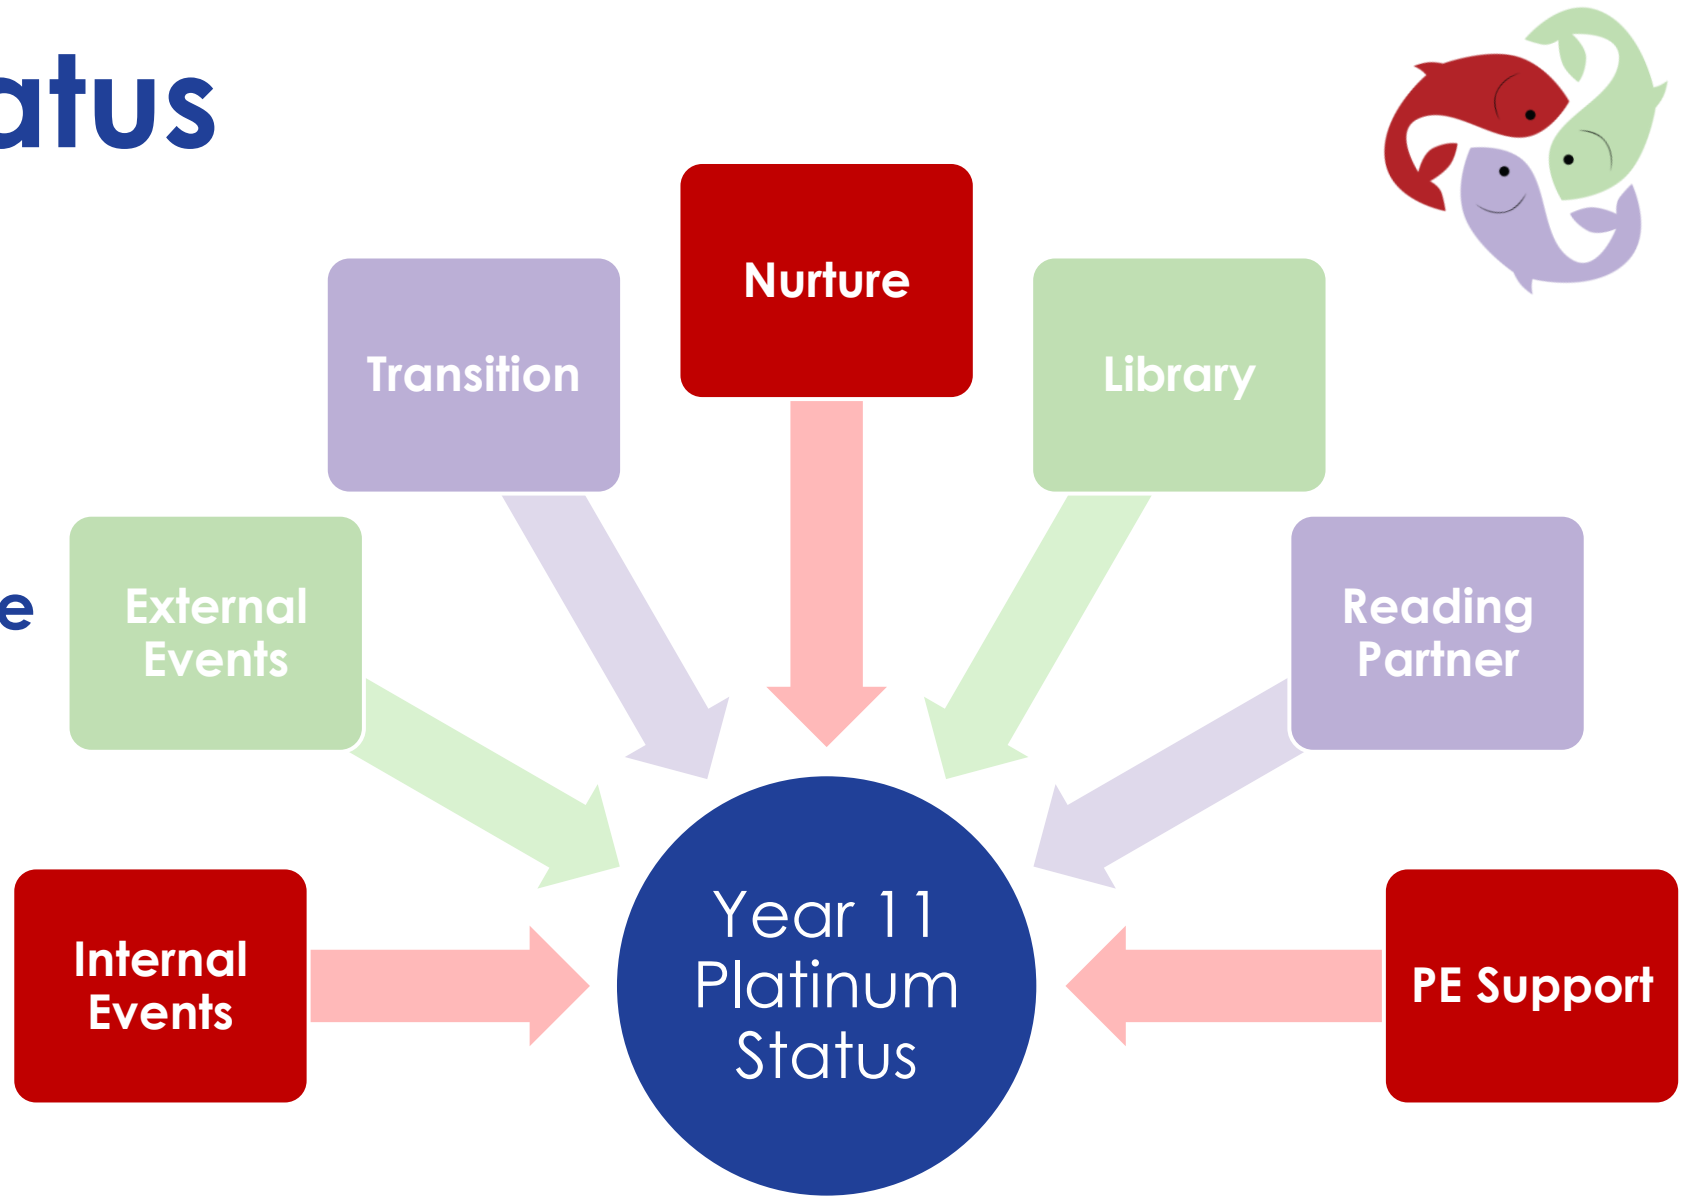 atus
Nurture
Transition
Library
e
External
Events
Reading
Partner
Internal
Events
Year 11
Platinum
Status
PE Support